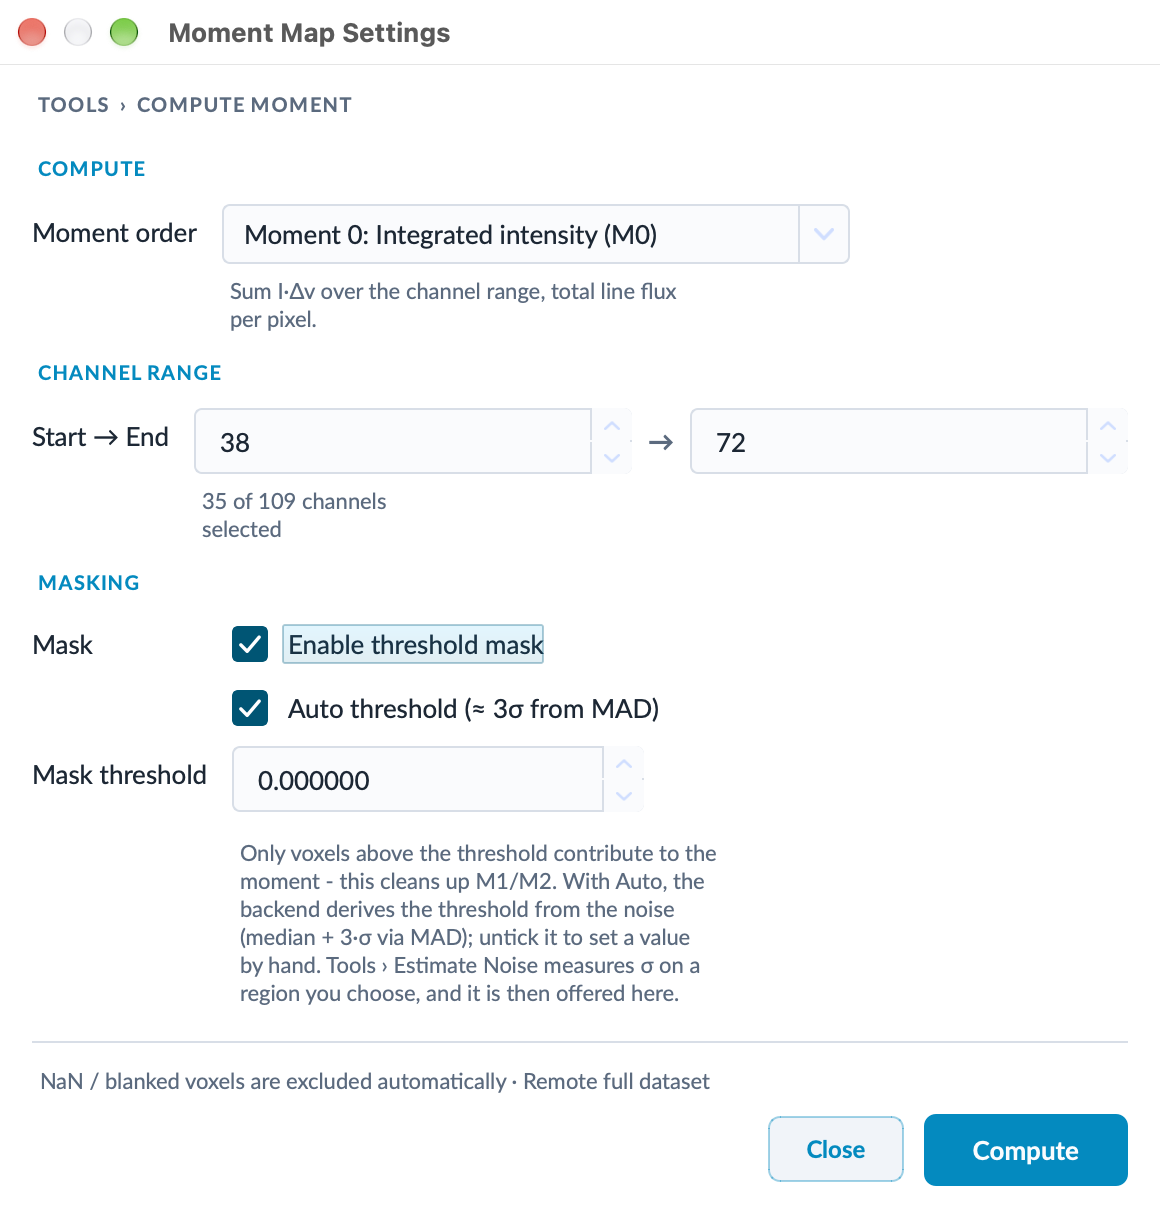 Moment Map Settings
TOOLS › COMPUTE MOMENT
COMPUTE
Moment order
Moment 0: Integrated intensity (M0)
Sum I·Δv over the channel range, total line flux
per pixel.
CHANNEL RANGE
Start → End
38
→
72
35 of 109 channels
selected
MASKING
Mask
Enable threshold mask
Auto threshold (≈ 3σ from MAD)
Mask threshold
0.000000
Only voxels above the threshold contribute to the
moment - this cleans up M1/M2. With Auto, the
backend derives the threshold from the noise
(median + 3·σ via MAD); untick it to set a value
by hand. Tools › Estimate Noise measures σ on a
region you choose, and it is then offered here.
NaN / blanked voxels are excluded automatically · Remote full dataset
Close
Compute